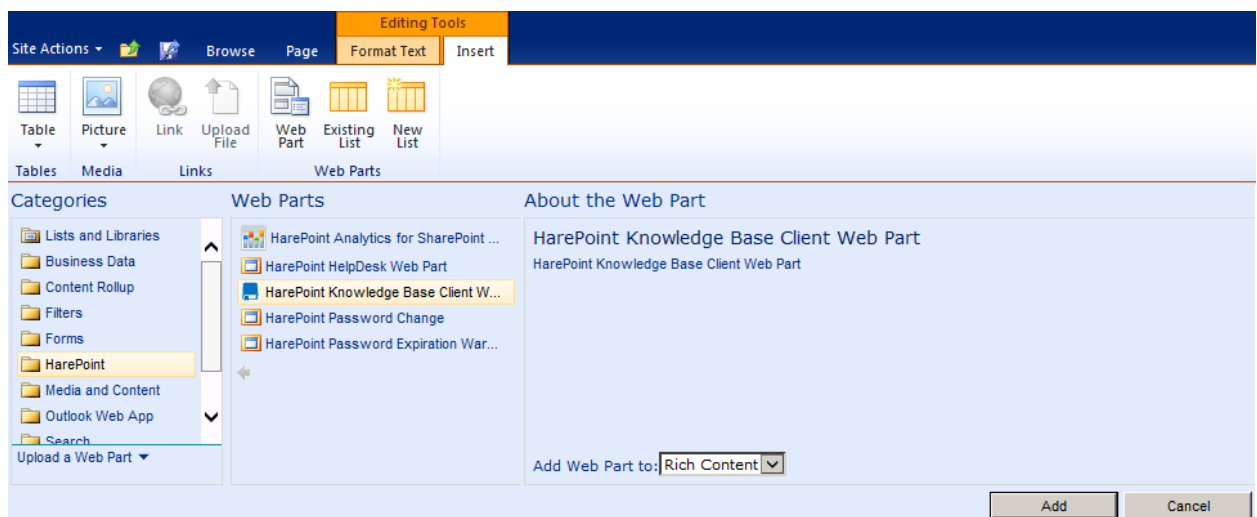 Editing Tools
Site Actions
Browse
Page
Format Text
Insert
Table
Picture
Link
Upload
File
Web
Part
Existing
List
New
List
Tables
Media
Links
Web Parts
Categories
Web Parts
About the Web Part
Lists and Libraries
Business Data
Content Rollup
Filters
Forms
HarePoint
Media and Content
Outlook Web App
Search
Upload a Web Part
HarePoint Analytics for SharePoint ...
HarePoint HelpDesk Web Part
HarePoint Knowledge Base Client W...
HarePoint Password Change
HarePoint Password Expiration War...
HarePoint Knowledge Base Client Web Part
HarePoint Knowledge Base Client Web Part
Add Web Part to: Rich Content
Add
Cancel